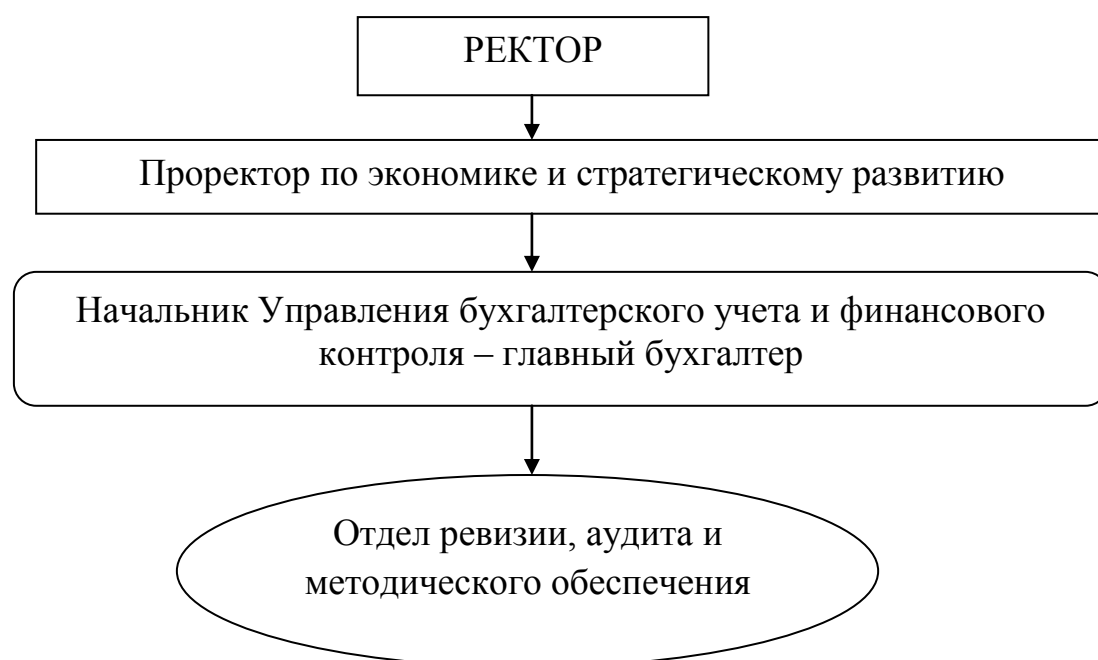 РЕКТОР
Проректор по экономике и стратегическому развитию
Начальник Управления бухгалтерского учета и финансового
контроля – главный бухгалтер
Отдел ревизии, аудита и
методического обеспечения